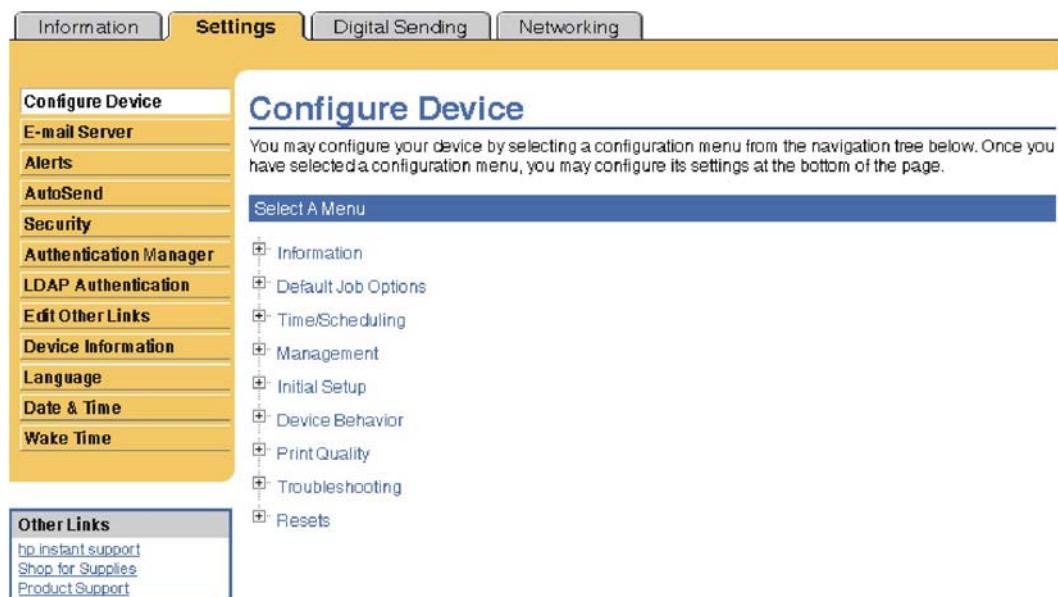 Information
Settings
Digital Sending
Networking
Configure Device
E-mail Server
Alerts
AutoSend
Security
Authentication Manager
LDAP Authentication
Edit Other Links
Device Information
Language
Date & Time
Wake Time
Other Links
hp instant support
Shop for Supplies
Product Support
Configure Device
You may configure your device by selecting a configuration menu from the navigation tree below. Once you
have selected a configuration menu, you may configure its settings at the bottom of the page.
Select A Menu
Information
Default Job Options
Time/Scheduling
Management
Initial Setup
Device Behavior
Print Quality
Troubleshooting
Resets